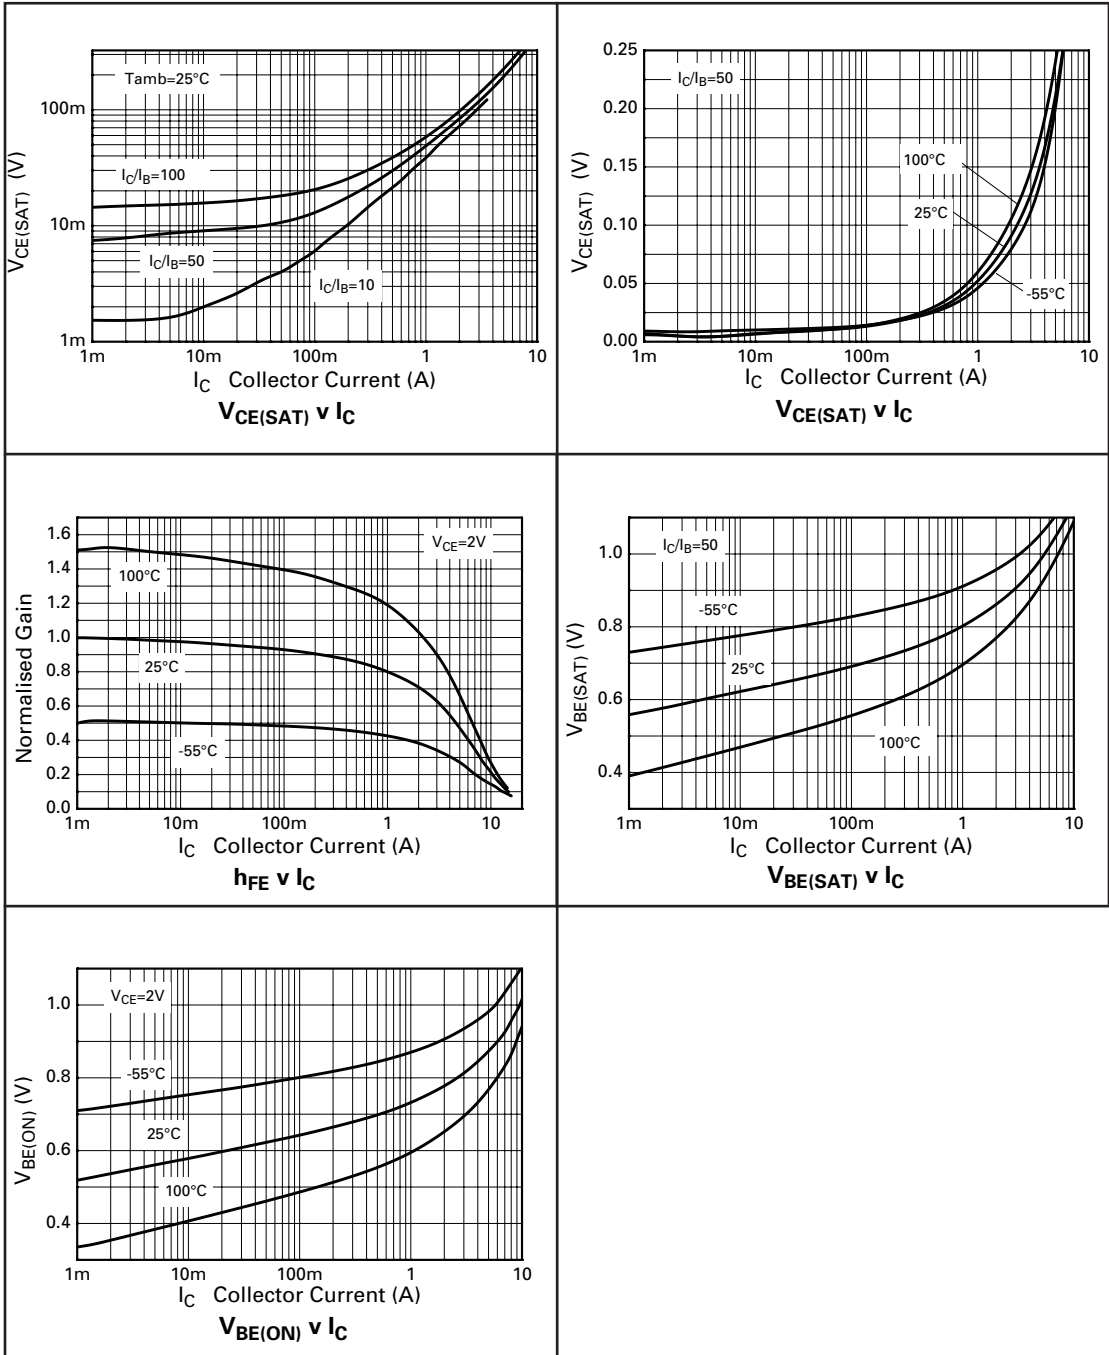 Tamb=25°C
IC/IB=100
IC/IB=50
IC/IB=10
100m
10m
1m
VCE(SAT) (V)
1m 10m 100m 1 10
IC Collector Current (A)
VCE(SAT) v IC
IC/IB=50
100°C
25°C
-55°C
0.25
0.20
0.15
0.10
0.05
0.00
VCE(SAT) (V)
1m 10m 100m 1 10
IC Collector Current (A)
VCE(SAT) v IC
VCE=2V
100°C
25°C
-55°C
1.6
1.4
1.2
1.0
0.8
0.6
0.4
0.2
0.0
Normalised Gain
1m 10m 100m 1 10
IC Collector Current (A)
hFE v IC
IC/IB=50
-55°C
25°C
100°C
1.0
0.8
0.6
0.4
VBE(SAT) (V)
1m 10m 100m 1 10
IC Collector Current (A)
VBE(SAT) v IC
VCE=2V
-55°C
25°C
100°C
1.0
0.8
0.6
0.4
VBE(ON) (V)
1m 10m 100m 1 10
IC Collector Current (A)
VBE(ON) v IC